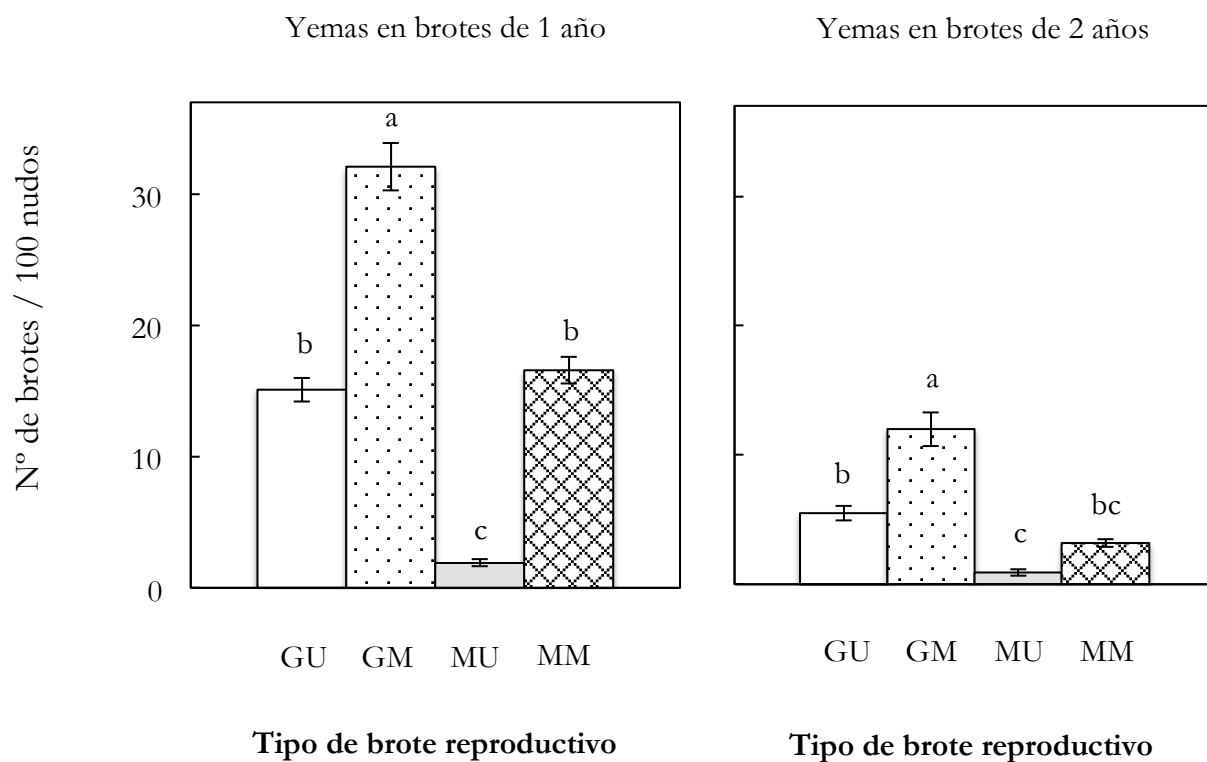 Yemas en brotes de 1 año
Yemas en brotes de 2 años
Nº de brotes / 100 nudos
30
20
10
0
b
a
c
b
b
a
c
bc
GU GM MU MM
GU GM MU MM
Tipo de brote reproductivo
Tipo de brote reproductivo